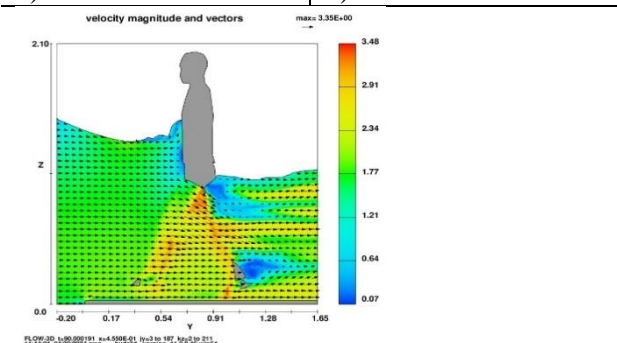 velocity magnitude and vectors
max= 3.35E+00
2.10
Z
0.0
-0.20 0.17 0.54 0.91 1.28 1.65
Y
3.48
2.91
2.34
1.77
1.21
0.64
0.07
FLOW-3D t=90.000191 x=4.550E-01 jy=3 to 187 kz=2 to 211